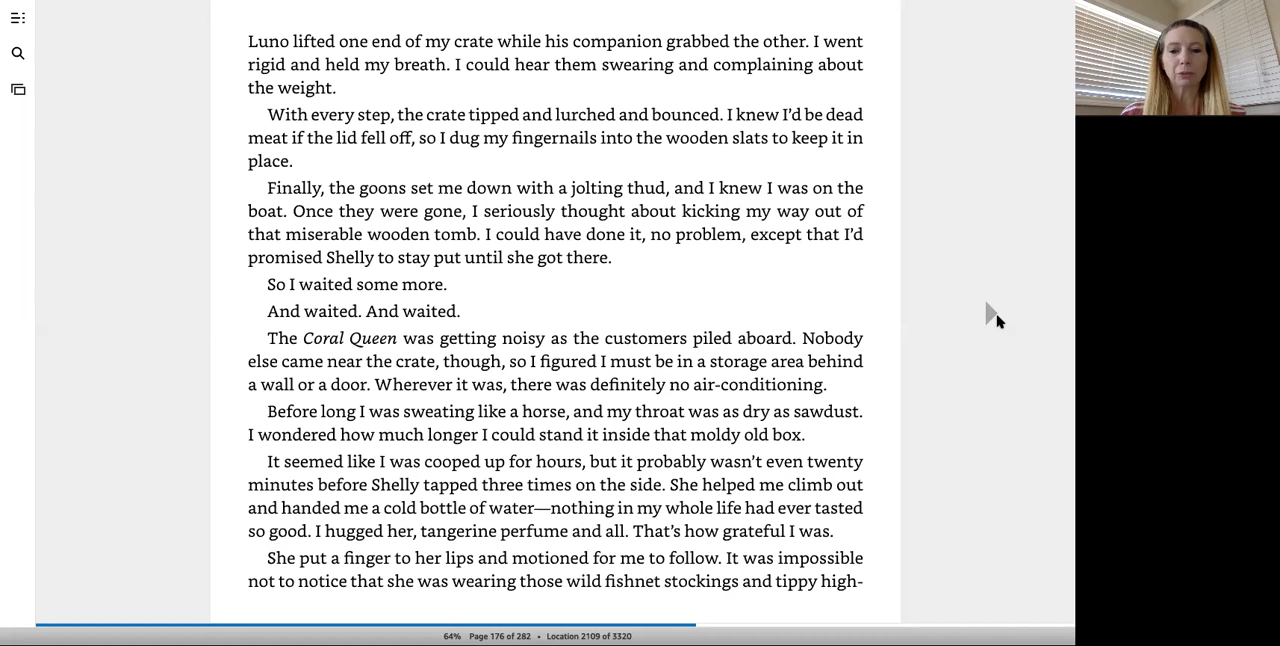 Luno lifted one end of my crate while his companion grabbed the other. I went
rigid and held my breath. I could hear them swearing and complaining about
the weight.
With every step, the crate tipped and lurched and bounced. I knew I’d be dead
meat if the lid fell off, so I dug my fingernails into the wooden slats to keep it in
place.
Finally, the goons set me down with a jolting thud, and I knew I was on the
boat. Once they were gone, I seriously thought about kicking my way out of
that miserable wooden tomb. I could have done it, no problem, except that I’d
promised Shelly to stay put until she got there.
So I waited some more.
And waited. And waited.
The Coral Queen was getting noisy as the customers piled aboard. Nobody
else came near the crate, though, so I figured I must be in a storage area behind
a wall or a door. Wherever it was, there was definitely no air-conditioning.
Before long I was sweating like a horse, and my throat was as dry as sawdust.
I wondered how much longer I could stand it inside that moldy old box.
It seemed like I was cooped up for hours, but it probably wasn’t even twenty
minutes before Shelly tapped three times on the side. She helped me climb out
and handed me a cold bottle of water—nothing in my whole life had ever tasted
so good. I hugged her, tangerine perfume and all. That’s how grateful I was.
She put a finger to her lips and motioned for me to follow. It was impossible
not to notice that she was wearing those wild fishnet stockings and tippy high-
64% Page 176 of 282 • Location 2109 of 3320